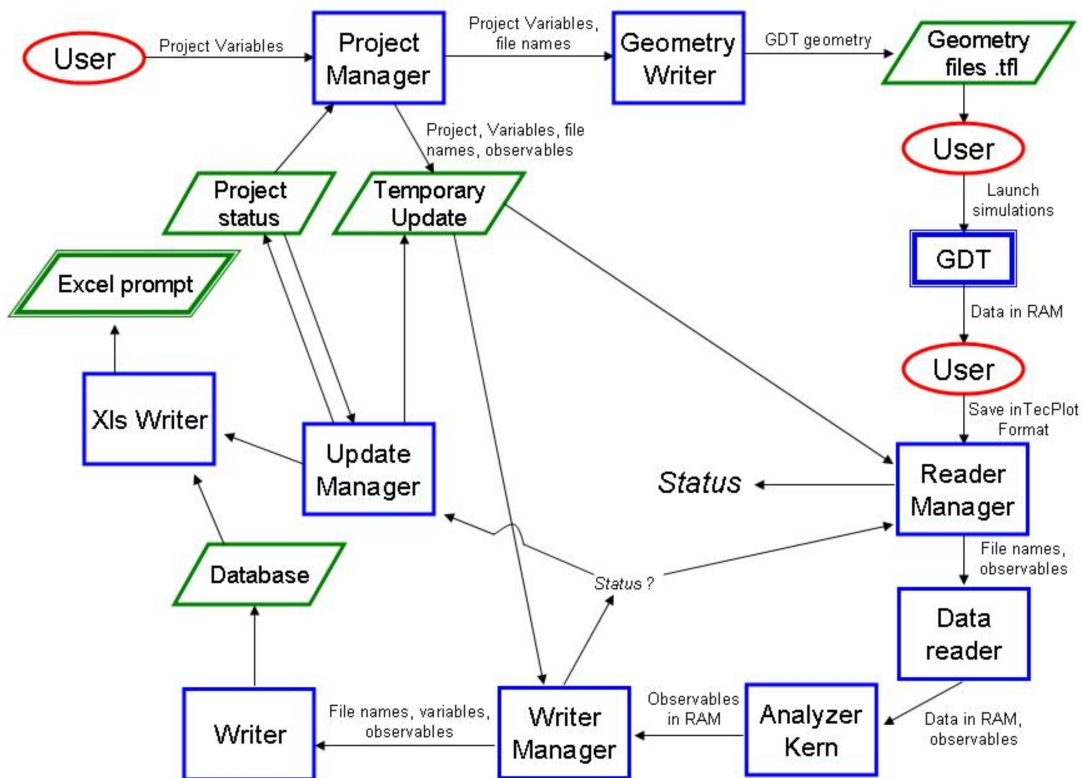 User
Project Variables
Project
Manager
Project Variables,
file names
Geometry
Writer
GDT geometry
Geometry
files .tfl
Project, Variables, file
names, observables
User
Launch
simulations
Project
status
Temporary
Update
GDT
Excel prompt
Data in RAM
User
Save inTecPlot
Format
Xls Writer
Update
Manager
Status
Reader
Manager
File names,
observables
Database
Status ?
Data
reader
Writer
File names, variables,
observables
Writer
Manager
Observables
in RAM
Analyzer
Kern
Data in RAM,
observables